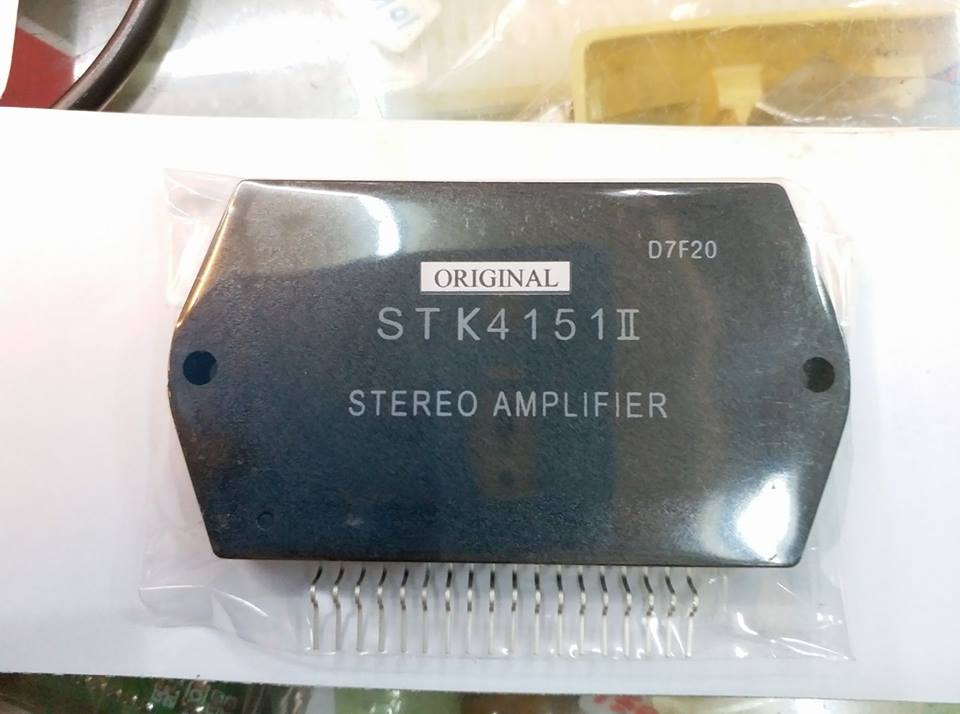 D7F20
ORIGINAL
STK4151II
STEREO AMPLIFIER